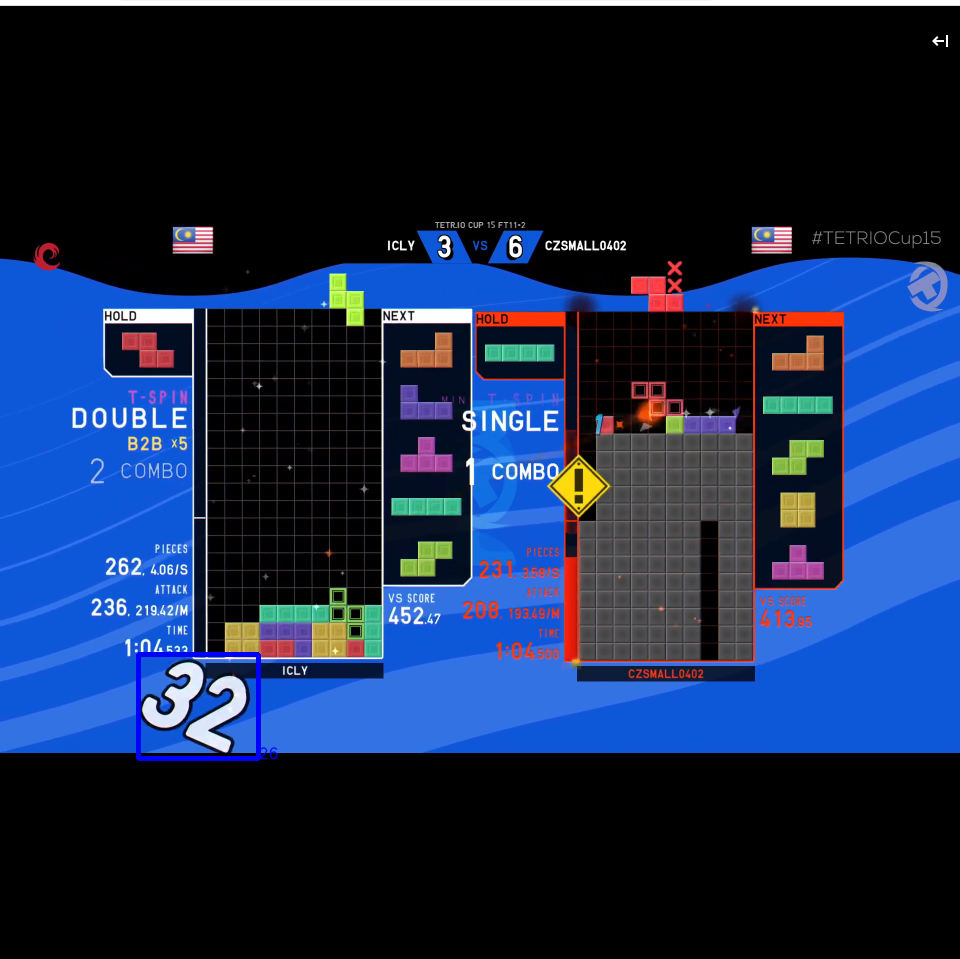 TETR.IO CUP 15 FT11-2
ICLY 3 VS 6 CZSMALL0402
#TETRIOCup15
HOLD
NEXT
T-SPIN
DOUBLE
B2B x5
2 COMBO
PIECES
262, 4.06/S
ATTACK
236, 219.42/M
TIME
1:04.533
VS SCORE
452.47
ICLY
32
26
HOLD
NEXT
MINI T-SPIN
SINGLE
1 COMBO
1
!
PIECES
231, 3.58/S
ATTACK
208, 193.49/M
TIME
1:04.500
VS SCORE
413.95
CZSMALL0402